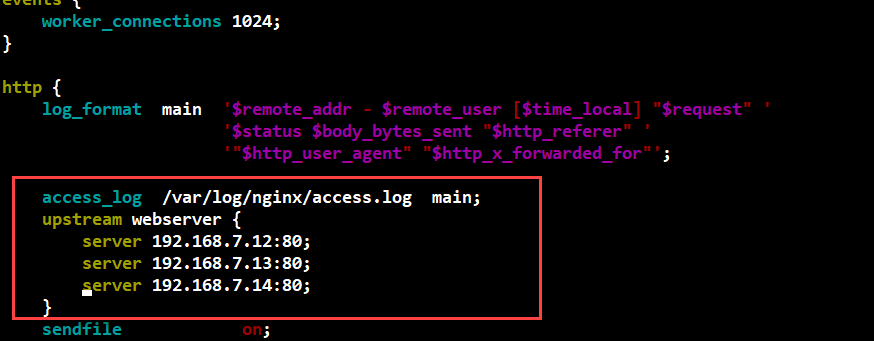 events {
    worker_connections 1024;
}
http {
    log_format  main  '$remote_addr - $remote_user [$time_local] "$request" '
                      '$status $body_bytes_sent "$http_referer" '
                      '"$http_user_agent" "$http_x_forwarded_for"';
    access_log  /var/log/nginx/access.log  main;
    upstream webserver {
        server 192.168.7.12:80;
        server 192.168.7.13:80;
        server 192.168.7.14:80;
    }
    sendfile            on;